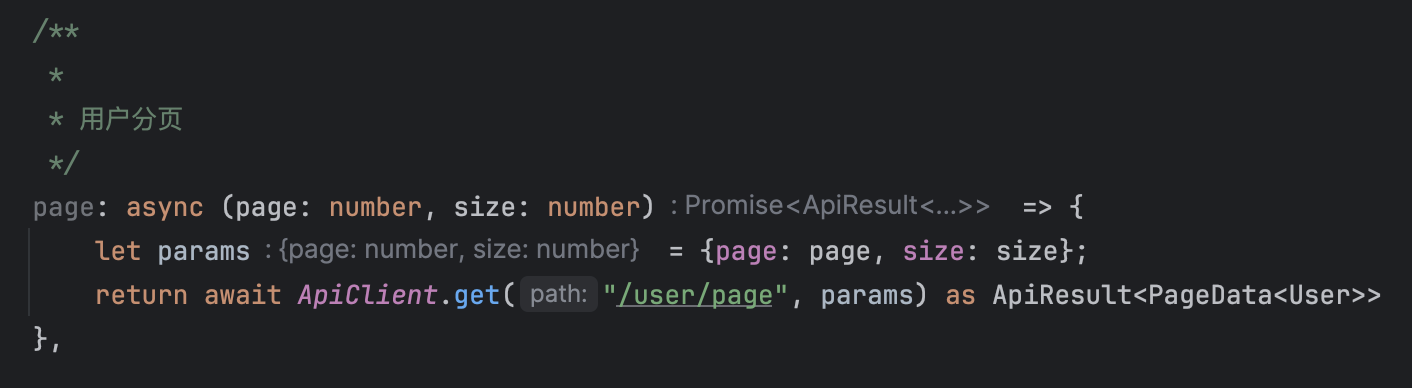 /**
 *
 * 用户分页
 */
page: async (page: number, size: number) : Promise<ApiResult<...>> => {
    let params : {page: number, size: number} = {page: page, size: size};
    return await ApiClient.get( path: "/user/page", params) as ApiResult<PageData<User>>
},